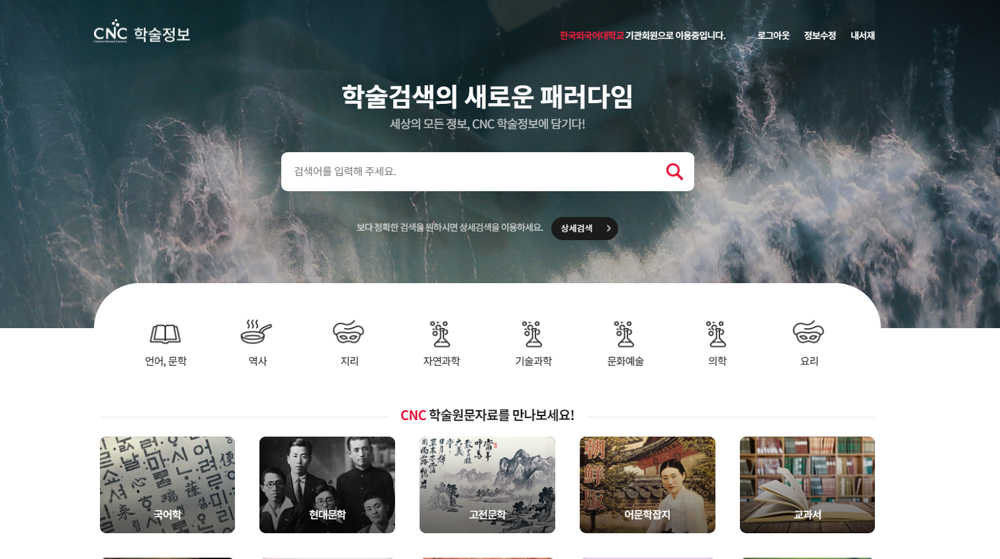 CNC 학술정보
한국외국어대학교 기관회원으로 이용중입니다.
로그아웃 정보수정 내서재
학술검색의 새로운 패러다임
세상의 모든 정보, CNC 학술정보에 담기다!
검색어를 입력해 주세요.
보다 정확한 검색을 원하시면 상세검색을 이용하세요.
상세검색
언어, 문학
역사
지리
자연과학
기술과학
문화예술
의학
요리
CNC 학술원문자료를 만나보세요!
국어학
현대문학
고전문학
朝鮮版
어문학잡지
교과서